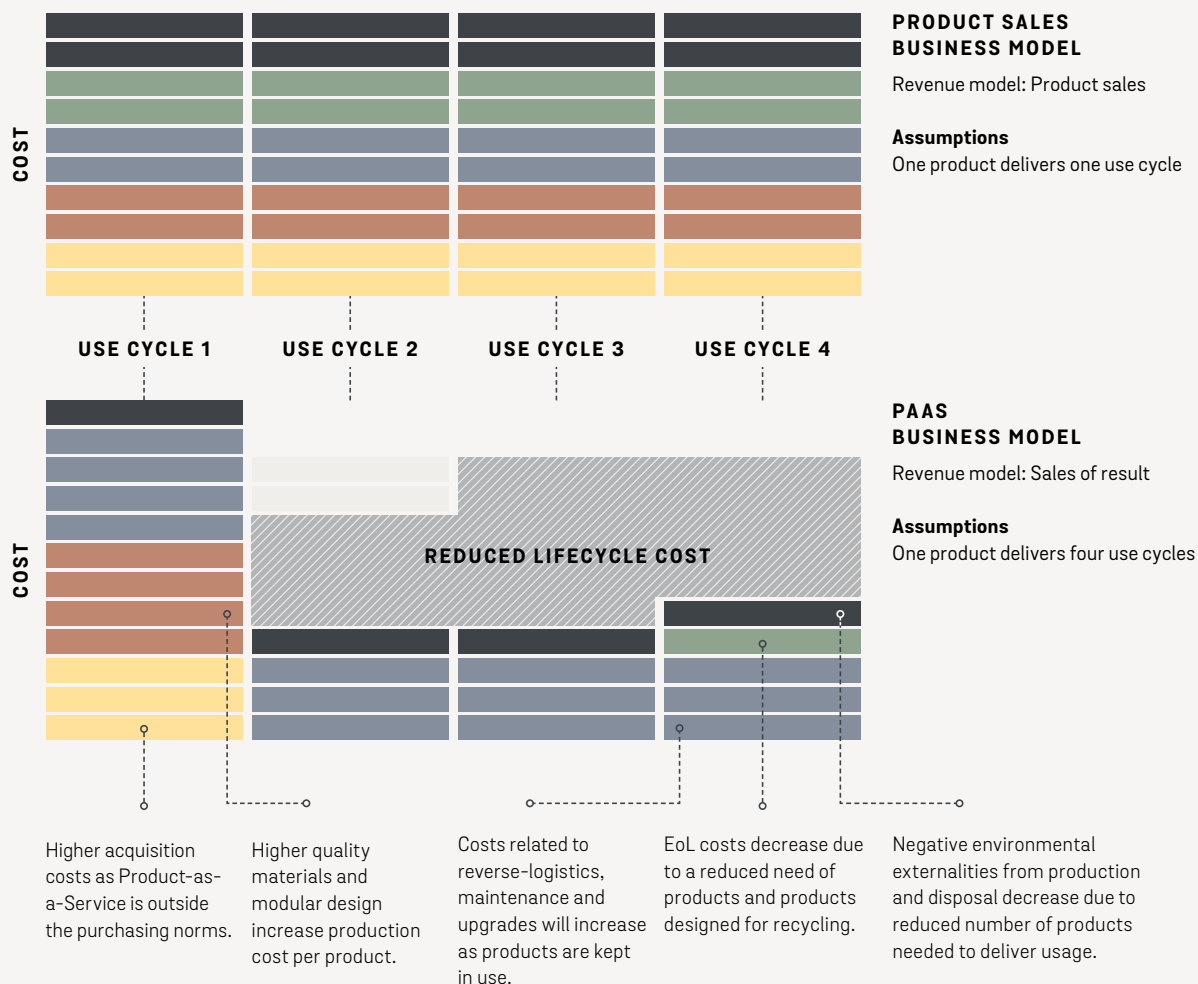 PRODUCT SALES
BUSINESS MODEL
Revenue model: Product sales
Assumptions
One product delivers one use cycle
COST
USE CYCLE 1
USE CYCLE 2
USE CYCLE 3
USE CYCLE 4
PAAS
BUSINESS MODEL
Revenue model: Sales of result
Assumptions
One product delivers four use cycles
COST
REDUCED LIFECYCLE COST
Higher acquisition
costs as Product-as-
a-Service is outside
the purchasing norms.
Higher quality
materials and
modular design
increase production
cost per product.
Costs related to
reverse-logistics,
maintenance and
upgrades will increase
as products are kept
in use.
EoL costs decrease due
to a reduced need of
products and products
designed for recycling.
Negative environmental
externalities from production
and disposal decrease due to
reduced number of products
needed to deliver usage.